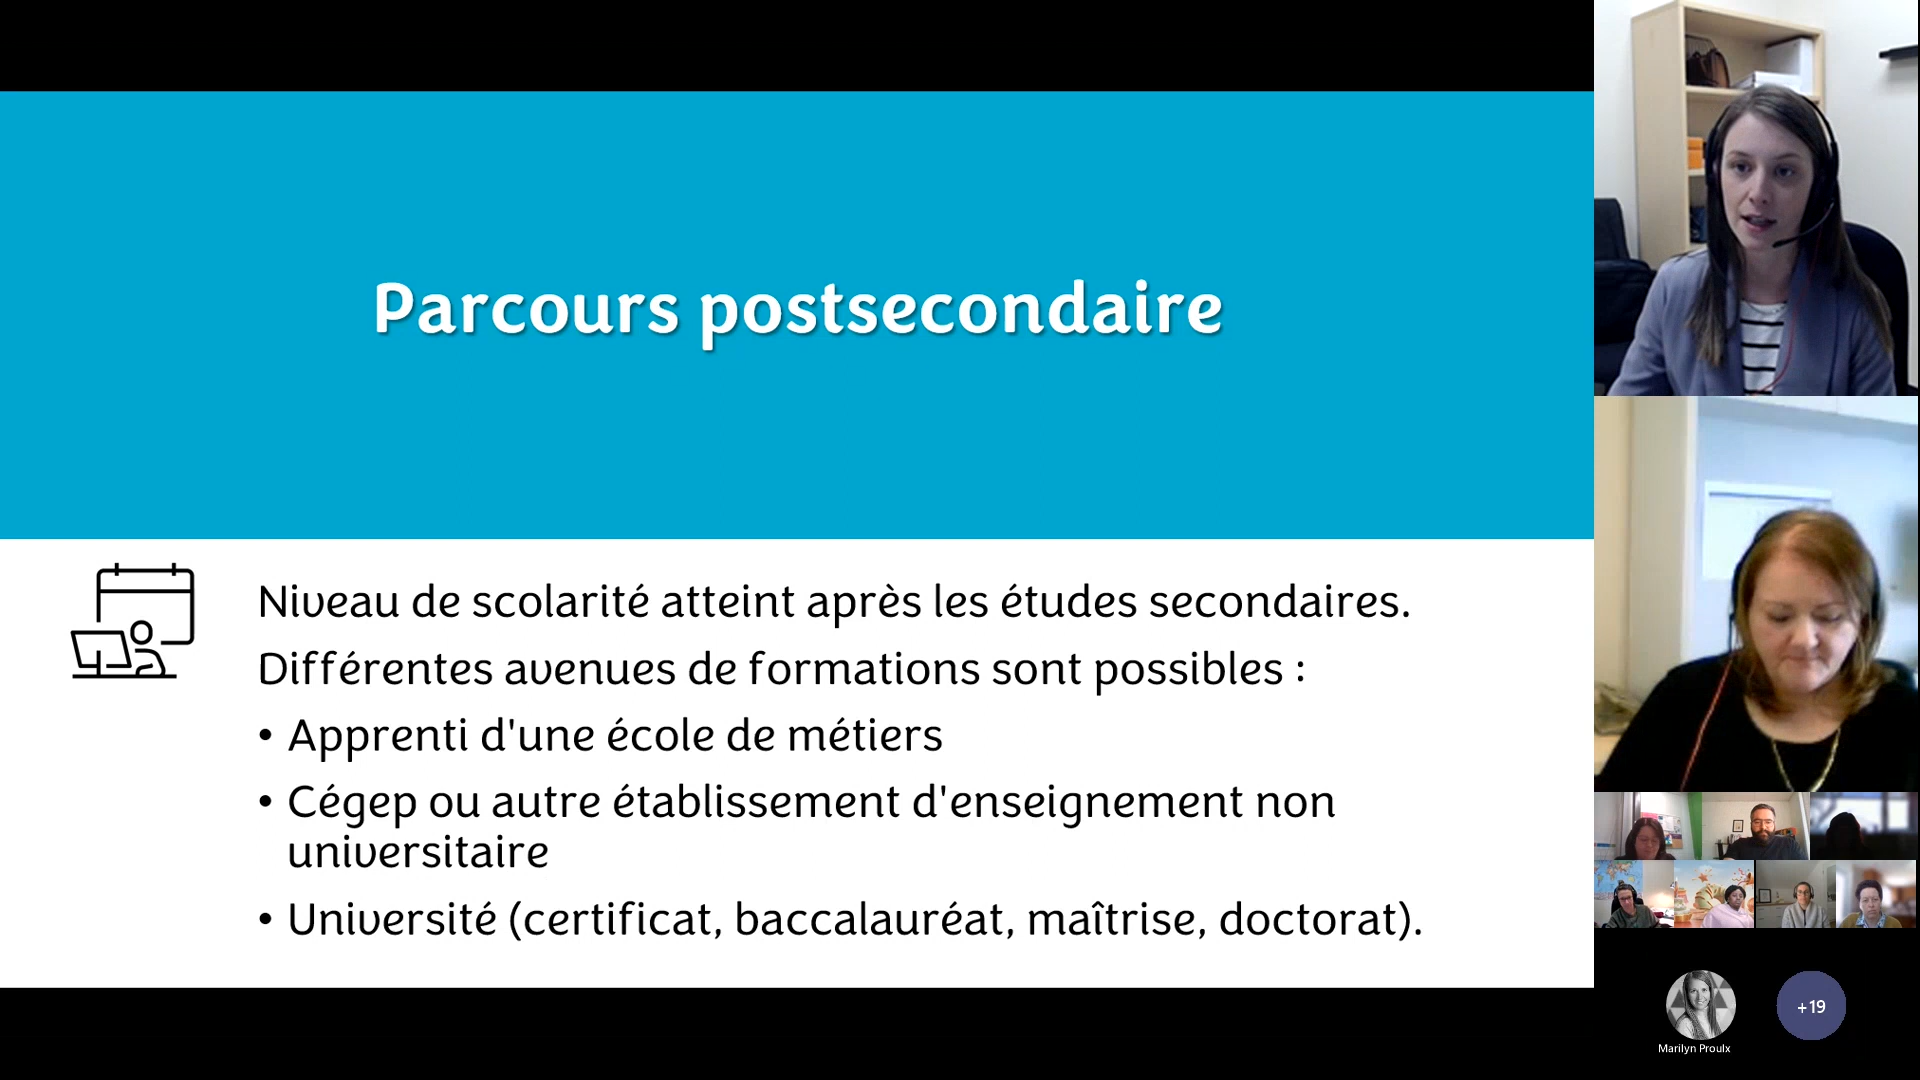 Parcours postsecondaire
Niveau de scolarité atteint après les études secondaires.
Différentes avenues de formations sont possibles :
• Apprenti d'une école de métiers
• Cégep ou autre établissement d'enseignement non
universitaire
• Université (certificat, baccalauréat, maîtrise, doctorat).
+19
Marilyn Proulx